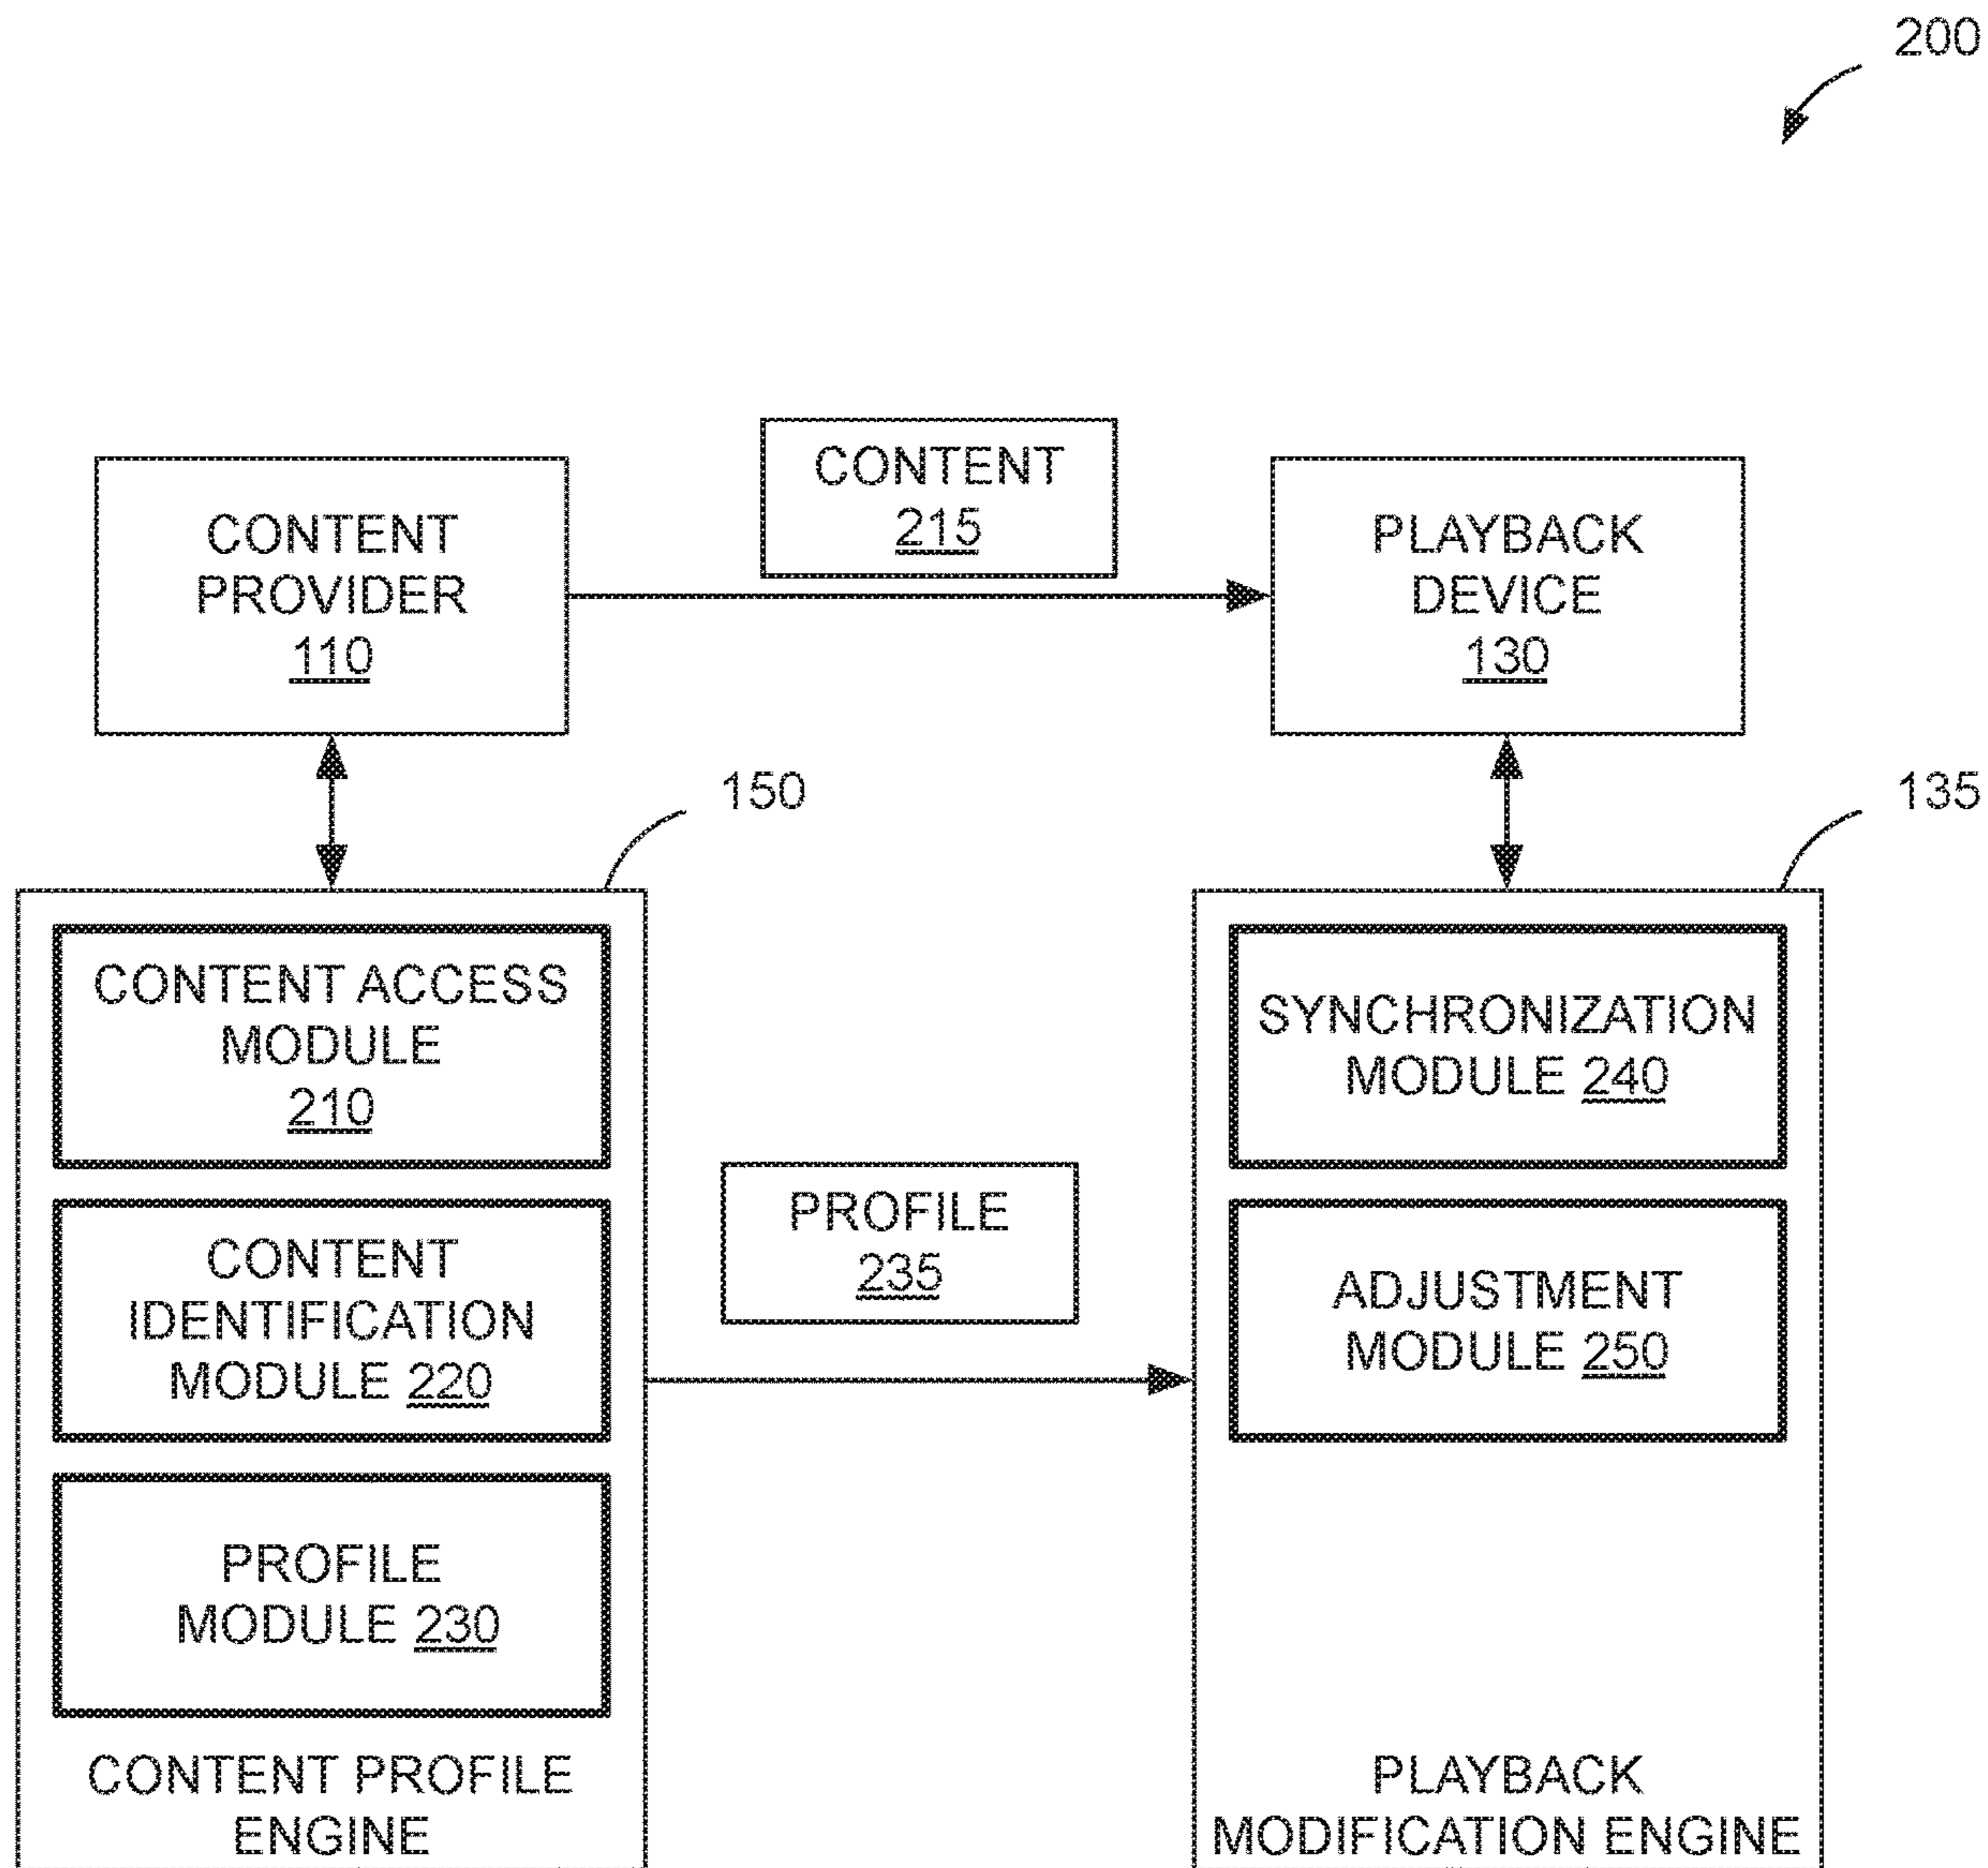 200
CONTENT
PROVIDER
110
CONTENT
215
PLAYBACK
DEVICE
130
150
135
CONTENT ACCESS
MODULE
210
CONTENT
IDENTIFICATION
MODULE 220
PROFILE
MODULE 230
CONTENT PROFILE
ENGINE
PROFILE
235
SYNCHRONIZATION
MODULE 240
ADJUSTMENT
MODULE 250
PLAYBACK
MODIFICATION ENGINE